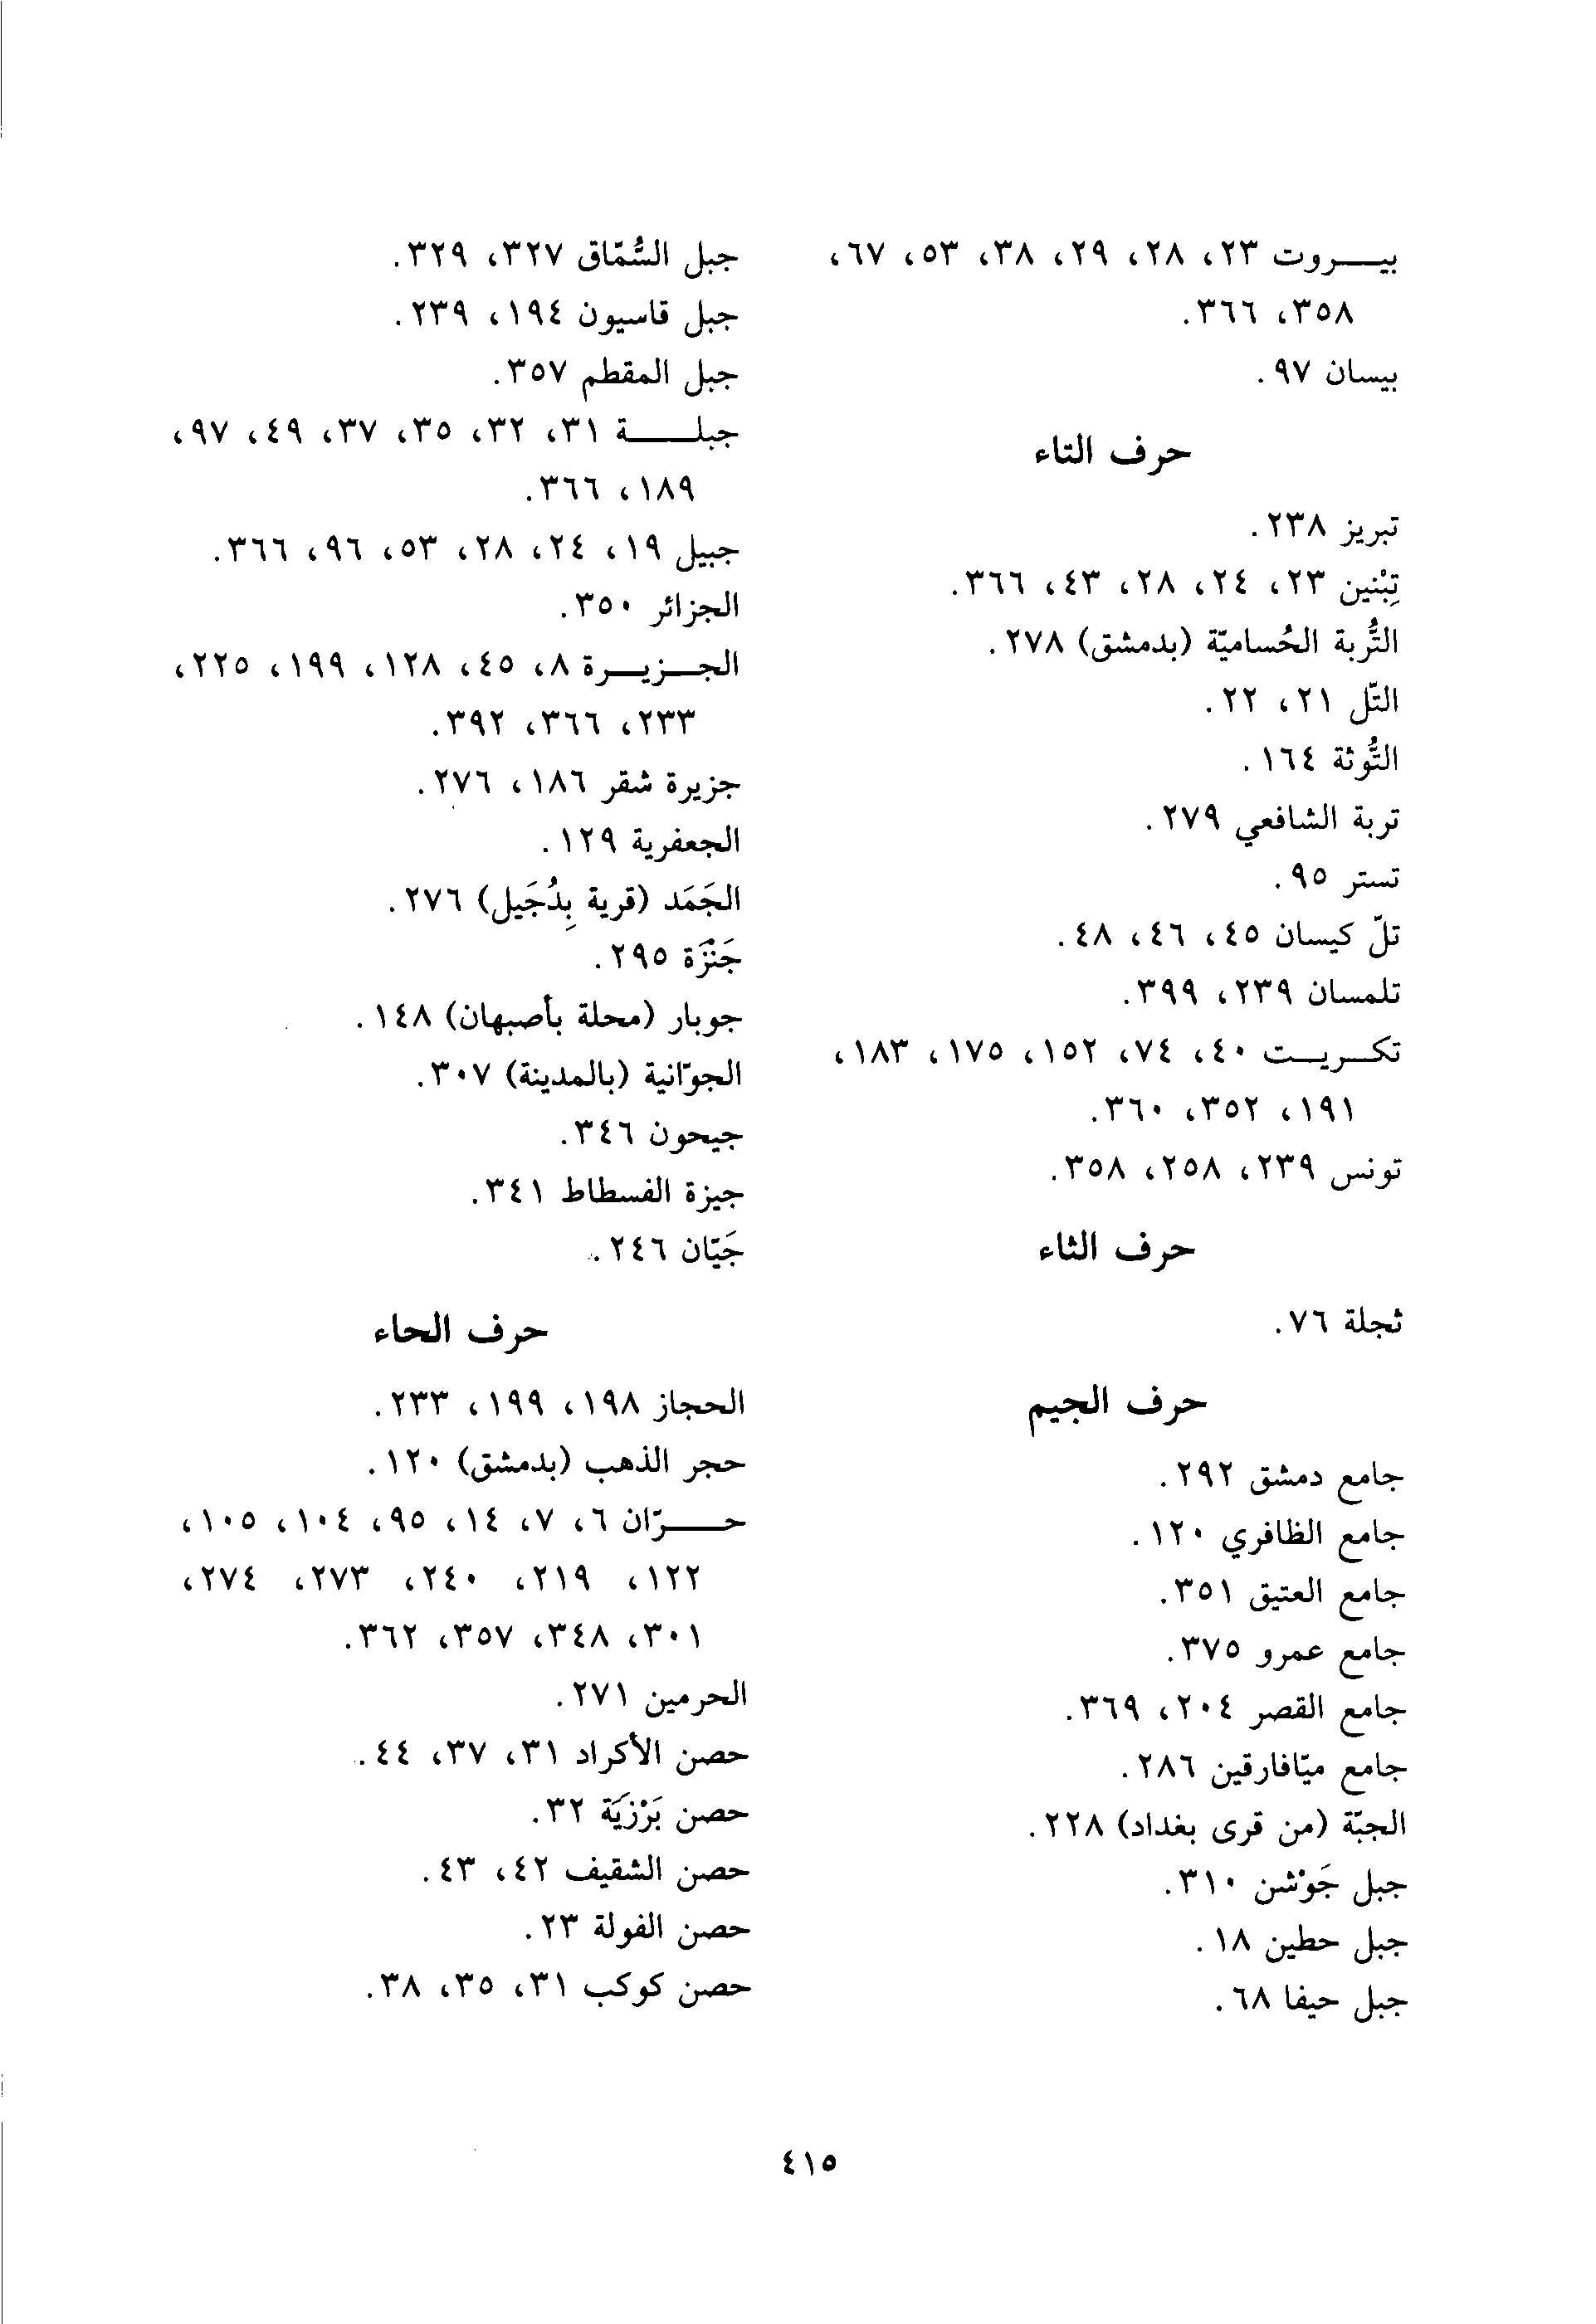 بيـــروت ٢٣، ٢٨، ٢٩، ٣٨، ٥٣، ٦٧،
٣٥٨، ٣٦٦.
بيسان ٩٧.
حرف التاء
تبريز ٢٣٨.
تِبْنين ٢٣، ٢٤، ٢٨، ٤٣، ٣٦٦.
التُّربة الحُساميّة (بدمشق) ٢٧٨.
التّل ٢١، ٢٢.
التُّوثة ١٦٤.
تربة الشافعي ٢٧٩.
تستر ٩٥.
تلّ كيسان ٤٥، ٤٦، ٤٨.
تلمسان ٢٣٩، ٣٩٩.
تكـريـت ٤٠، ٧٤، ١٥٢، ١٧٥، ١٨٣،
١٩١، ٣٥٢، ٣٦٠.
تونس ٢٣٩، ٢٥٨، ٣٥٨.
حرف الثاء
ثجلة ٧٦.
حرف الجيم
جامع دمشق ٢٩٢.
جامع الظافري ١٢٠.
جامع العتيق ٣٥١.
جامع عمرو ٣٧٥.
جامع القصر ٢٠٤، ٣٦٩.
جامع ميّافارقين ٢٨٦.
الجبّة (من قرى بغداد) ٢٢٨.
جبل جَوْشن ٣١٠.
جبل حطين ١٨.
جبل حيفا ٦٨.
جبل السُّمّاق ٣٢٧، ٣٢٩.
جبل قاسيون ١٩٤، ٢٣٩.
جبل المقطم ٣٥٧.
جبلـــــة ٣١، ٣٢، ٣٥، ٣٧، ٤٩، ٩٧،
١٨٩، ٣٦٦.
جبيل ١٩، ٢٤، ٢٨، ٥٣، ٩٦، ٣٦٦.
الجزائر ٣٥٠.
الجـزيـرة ٨، ٤٥، ١٢٨، ١٩٩، ٢٢٥،
٢٣٣، ٣٦٦، ٣٩٢.
جزيرة شقر ١٨٦، ٢٧٦.
الجعفرية ١٢٩.
الجَمَد (قرية بِدُجَيل) ٢٧٦.
جَنْزَة ٢٩٥.
جوبار (محلة بأصبهان) ١٤٨.
الجوّانية (بالمدينة) ٣٠٧.
جيحون ٣٤٦.
جيزة الفسطاط ٣٤١.
جَيّان ٢٤٦.
حرف الحاء
الحجاز ١٩٨، ١٩٩، ٢٣٣.
حجر الذهب (بدمشق) ١٢٠.
حـــرّان ٦، ٧، ١٤، ٩٥، ١٠٤، ١٠٥،
١٢٢، ٢١٩، ٢٤٠، ٢٧٣، ٢٧٤،
٣٠١، ٣٤٨، ٣٥٧، ٣٦٢.
الحرمين ٢٧١.
حصن الأكراد ٣١، ٣٧، ٤٤.
حصن بَرْزَيَة ٣٢.
حصن الشقيف ٤٢، ٤٣.
حصن الفولة ٢٣.
حصن كوكب ٣١، ٣٥، ٣٨.
٤١٥